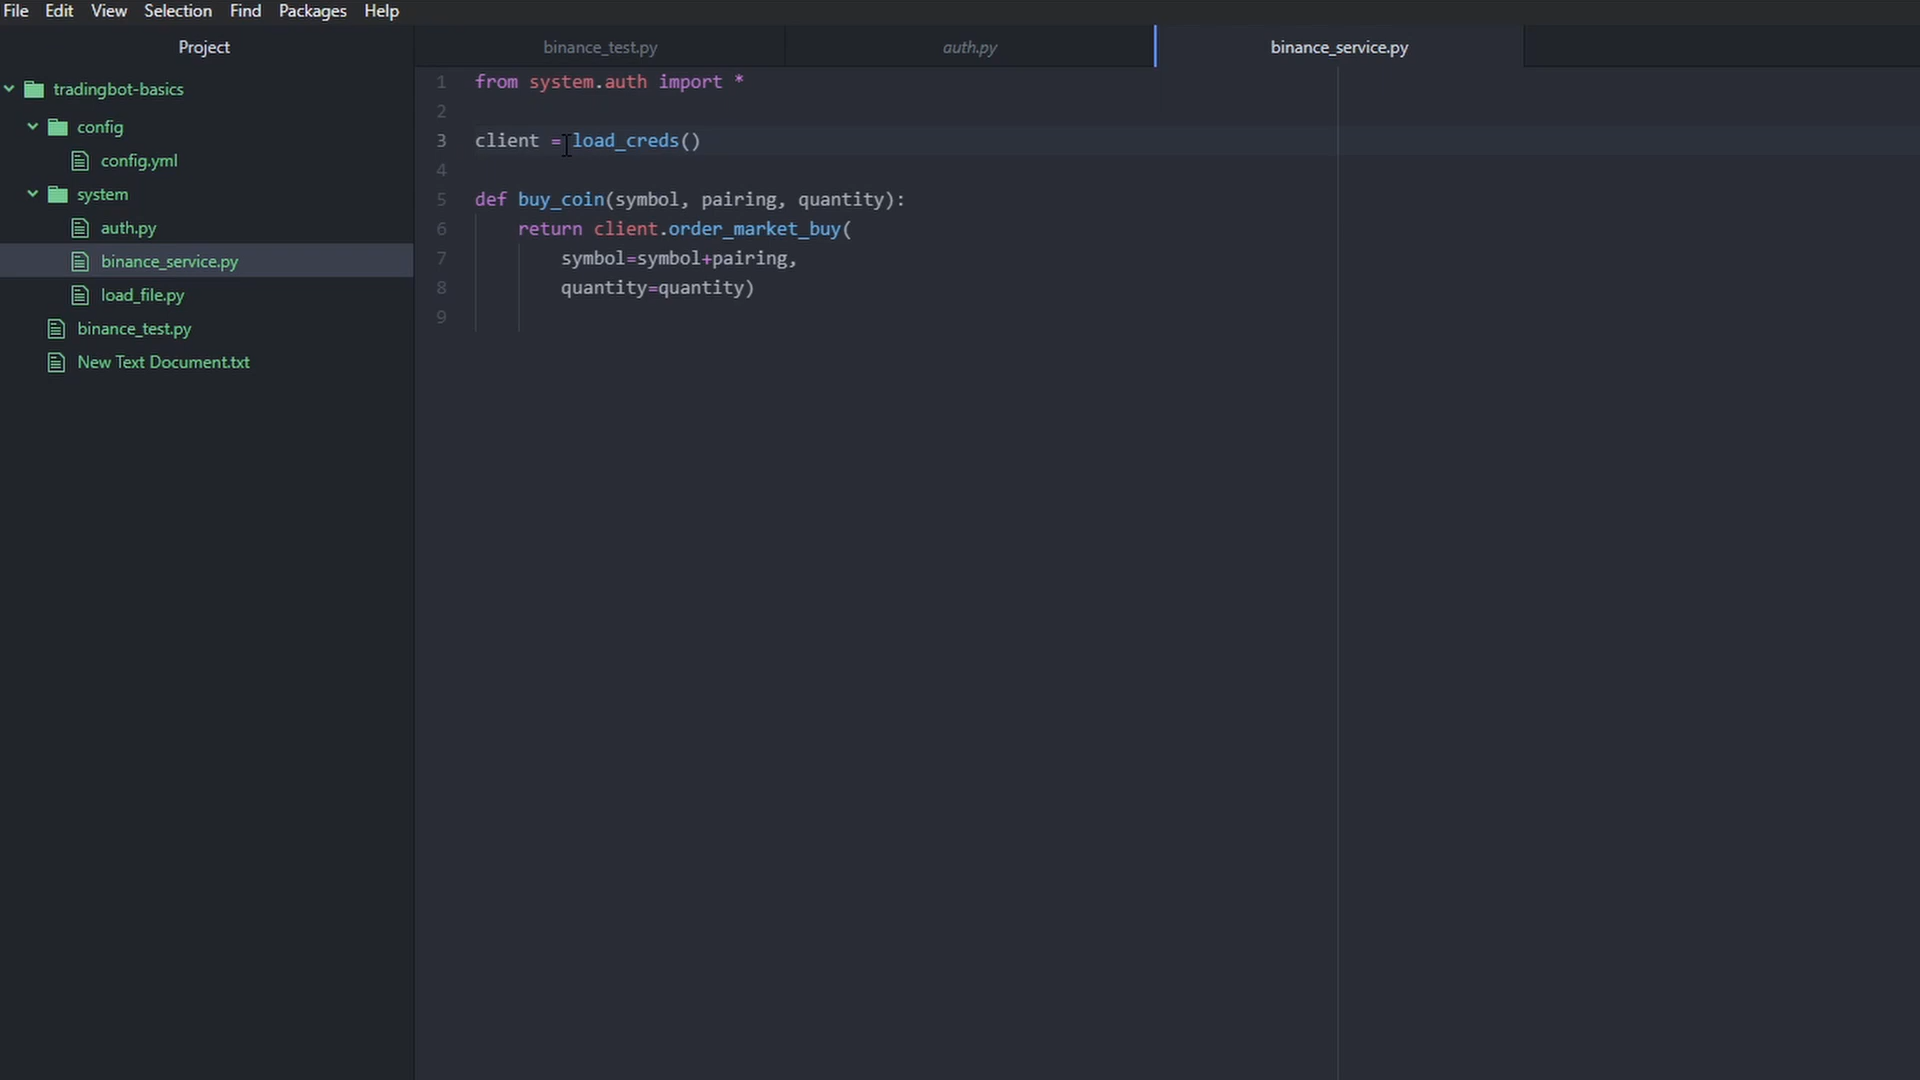 File Edit View Selection Find Packages Help
Project
tradingbot-basics
config
config.yml
system
auth.py
binance_service.py
load_file.py
binance_test.py
New Text Document.txt
binance_test.py auth.py binance_service.py
1 from system.auth import *
2
3 client = load_creds()
4
5 def buy_coin(symbol, pairing, quantity):
6 return client.order_market_buy(
7 symbol=symbol+pairing,
8 quantity=quantity)
9